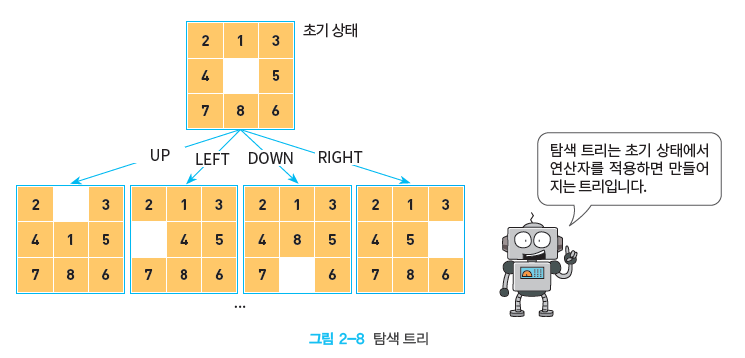 초기 상태
2 1 3
4 5
7 8 6
UP LEFT DOWN RIGHT
2 3
4 1 5
7 8 6
2 1 3
4 5
7 8 6
2 1 3
4 8 5
7 6
2 1 3
4 5
7 8 6
...
탐색 트리는 초기 상태에서
연산자를 적용하면 만들어
지는 트리입니다.
그림 2-8 탐색 트리